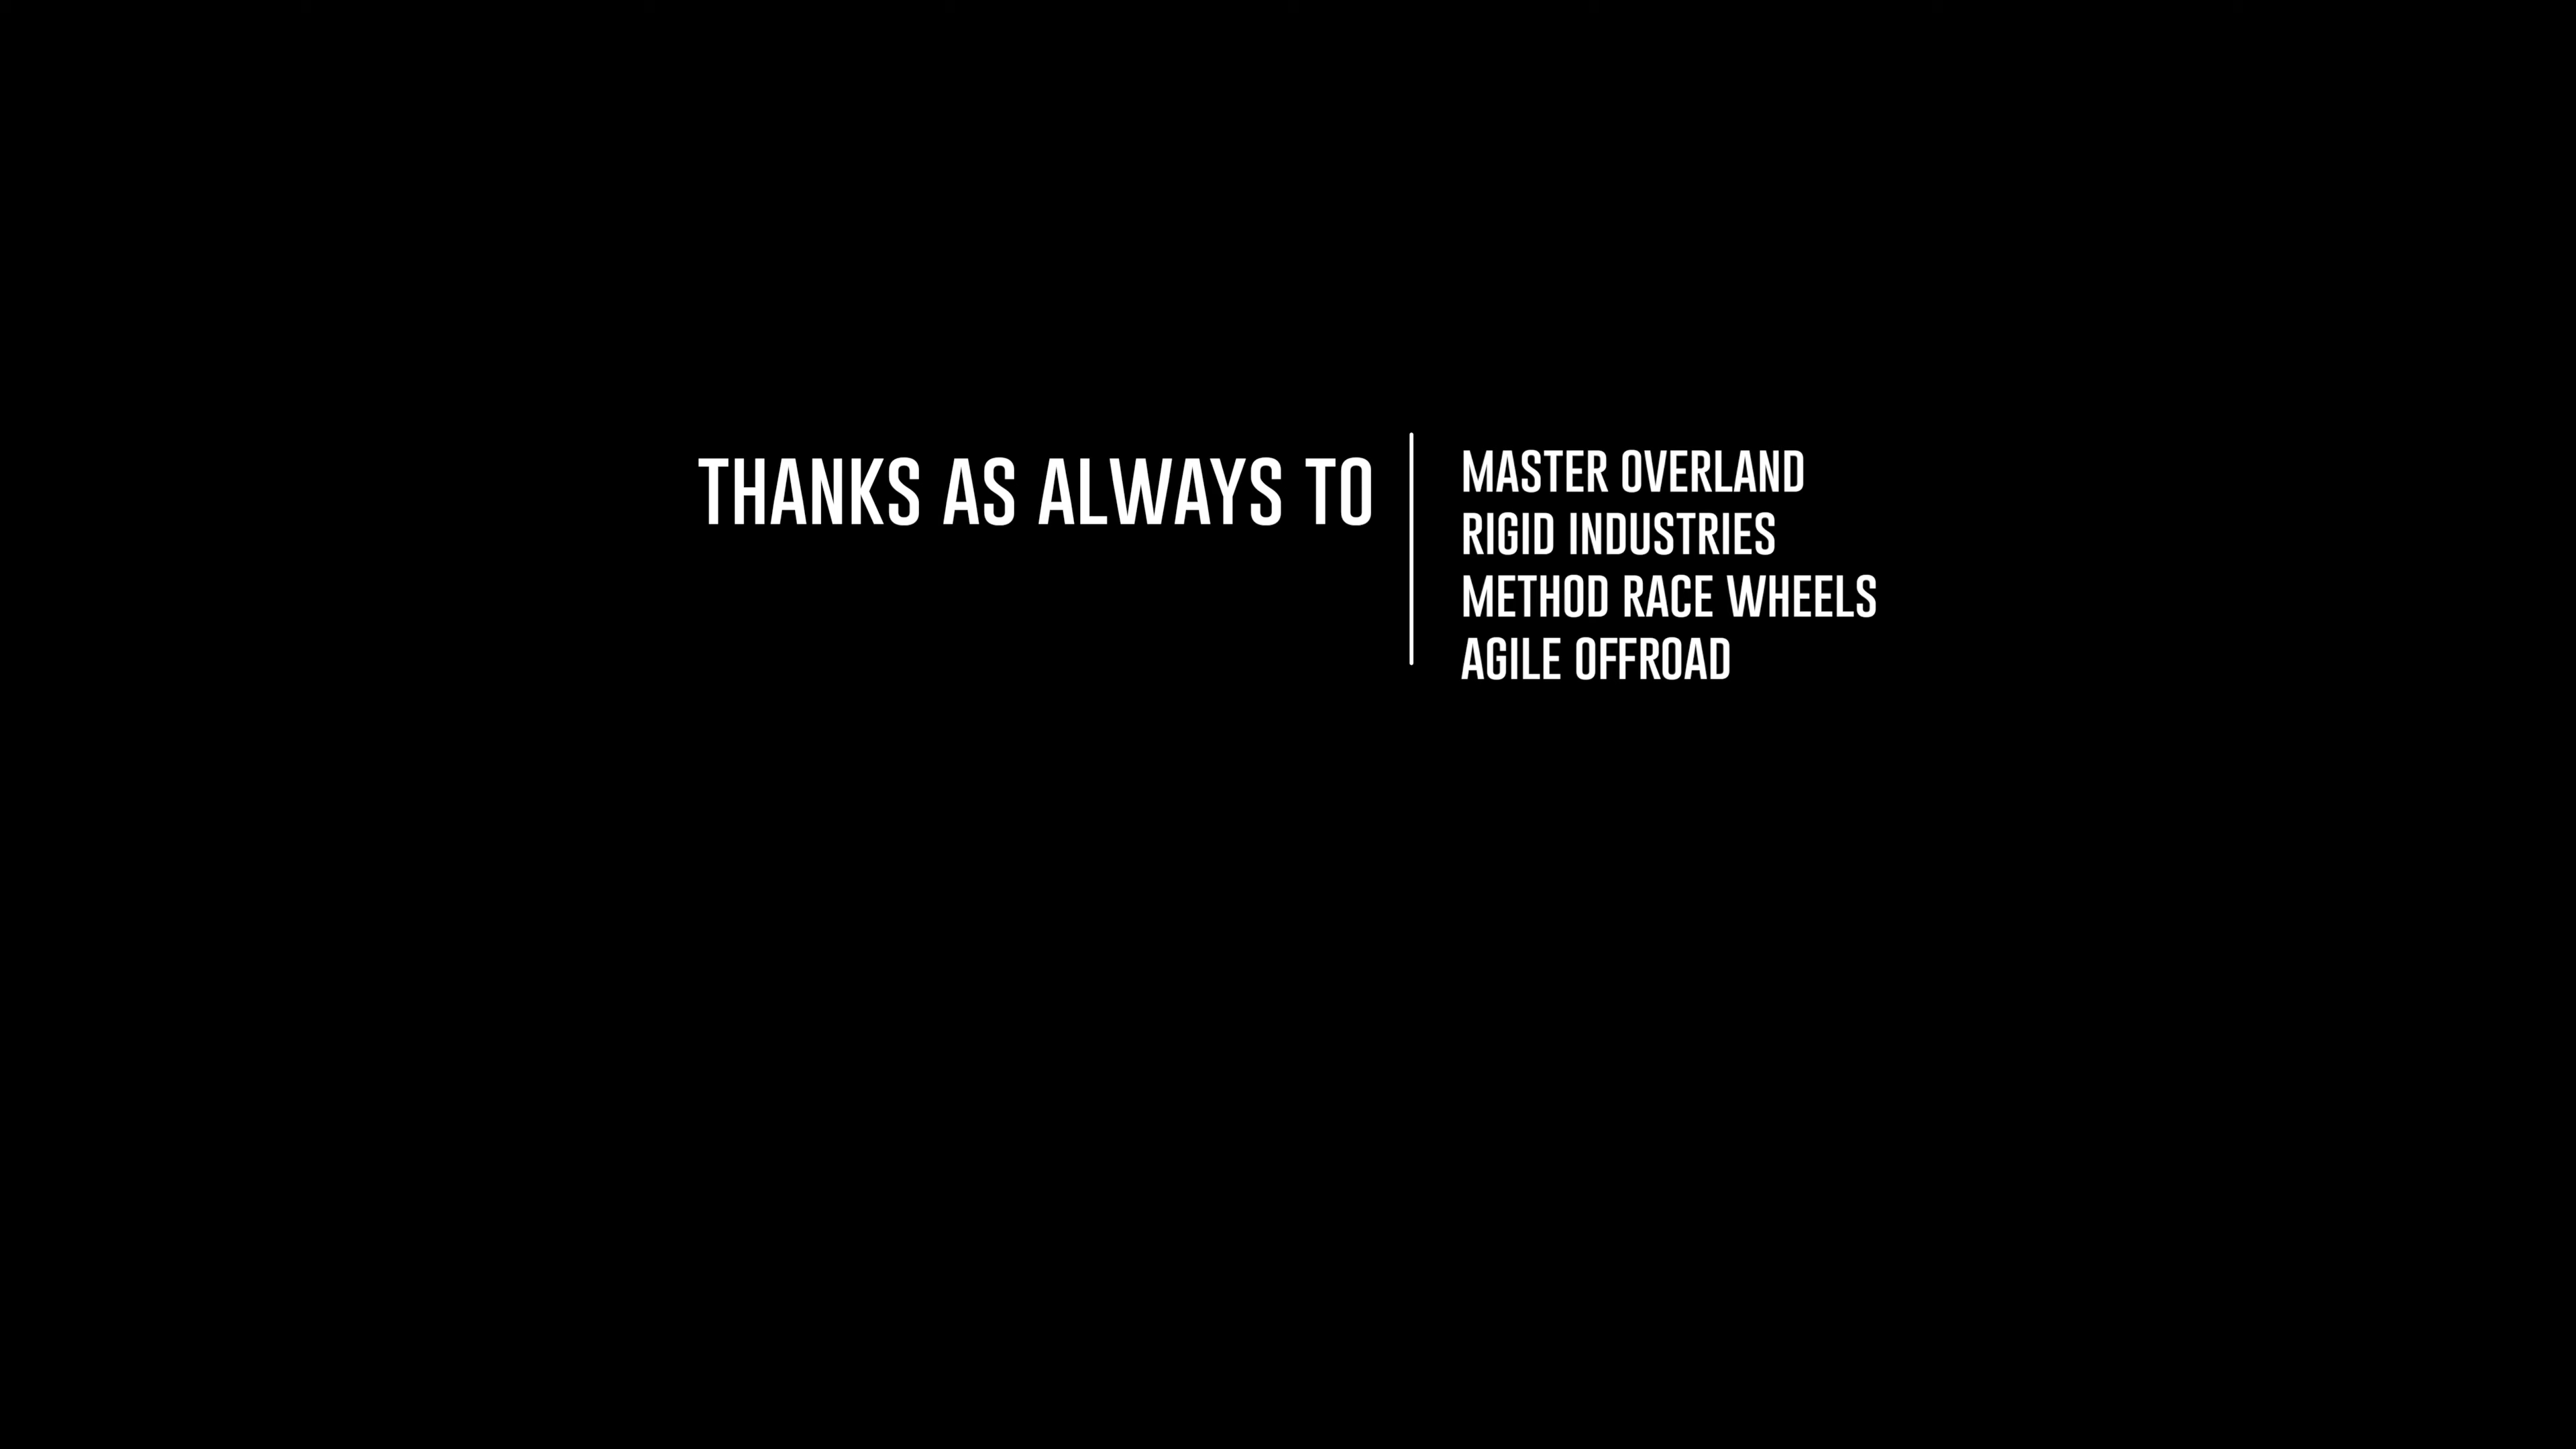 THANKS AS ALWAYS TO
MASTER OVERLAND
RIGID INDUSTRIES
METHOD RACE WHEELS
AGILE OFFROAD